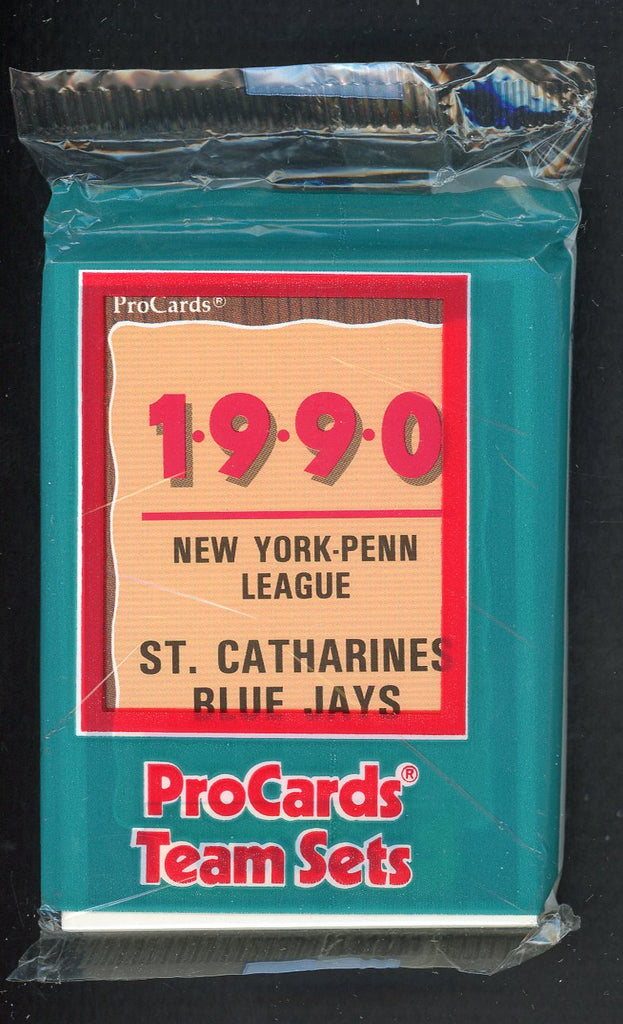 ProCards®
1·9·9·0
NEW YORK-PENN
LEAGUE
ST. CATHARINES
BLUE JAYS
ProCards®
Team Sets